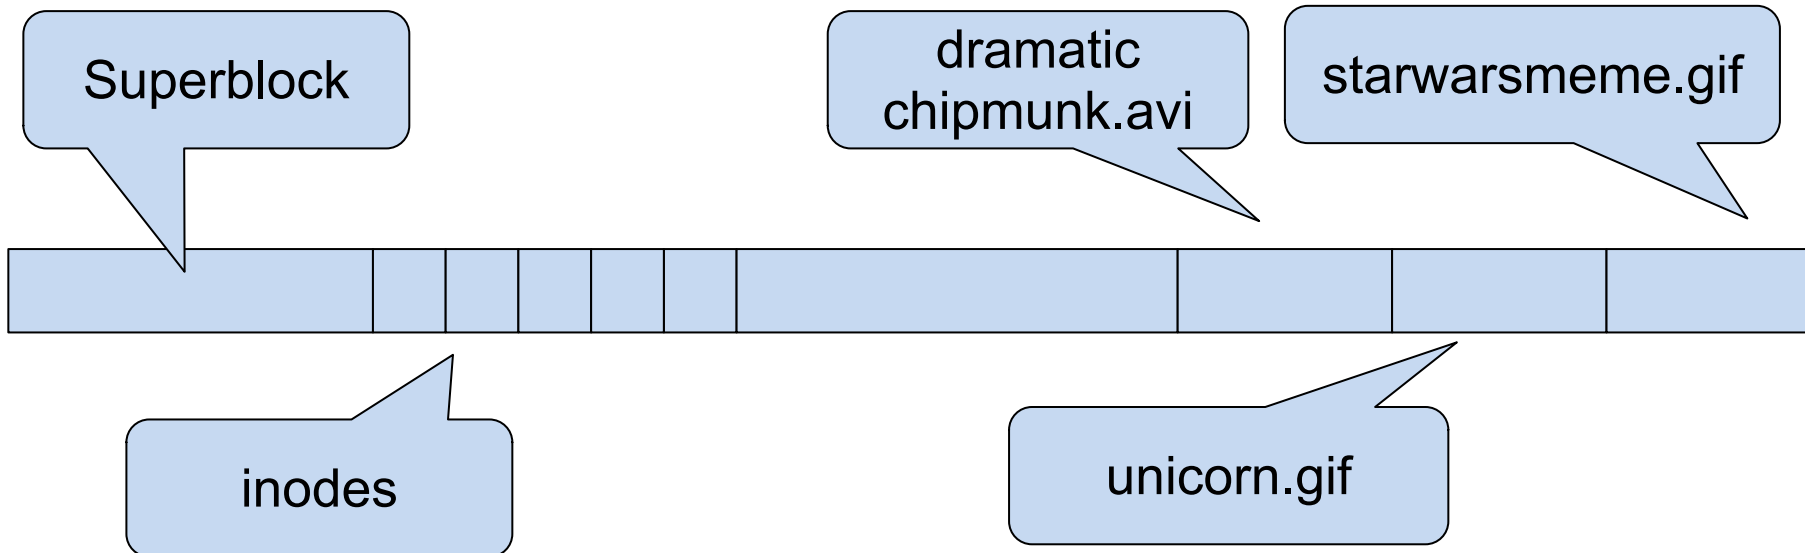 Superblock
dramatic
chipmunk.avi
starwarsmeme.gif
inodes
unicorn.gif